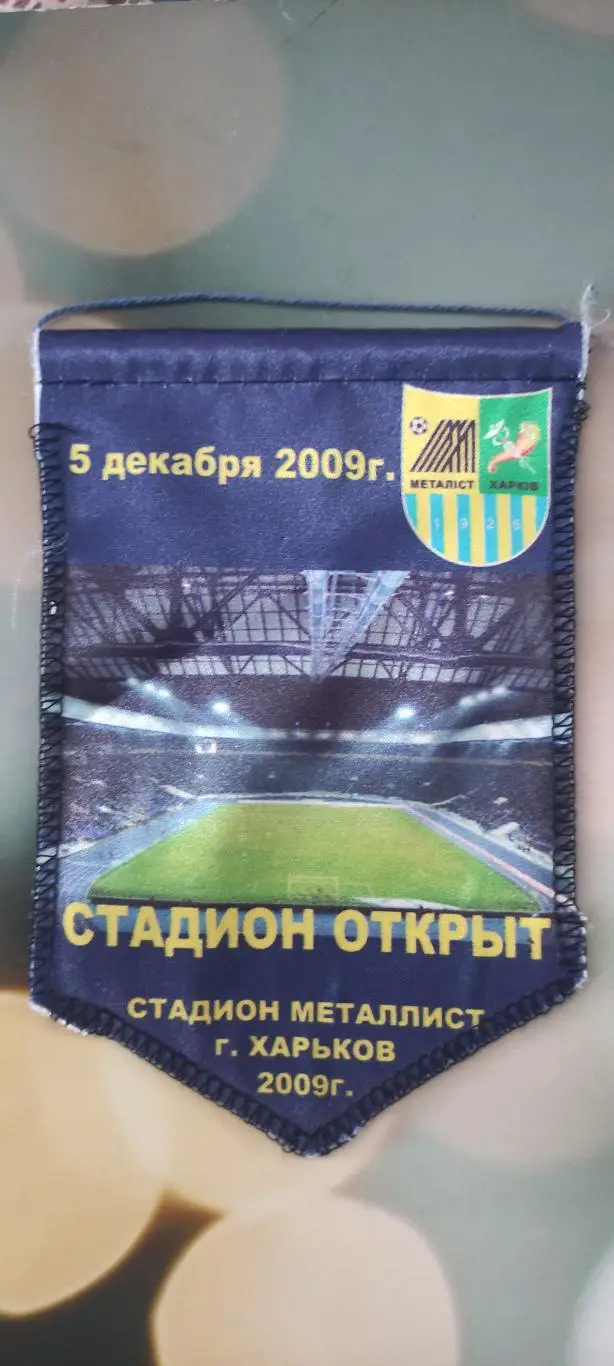 5 декабря 2009г.
МЕТАЛІСТ ХАРКІВ
1925
СТАДИОН ОТКРЫТ
СТАДИОН МЕТАЛЛИСТ
г. ХАРЬКОВ
2009г.